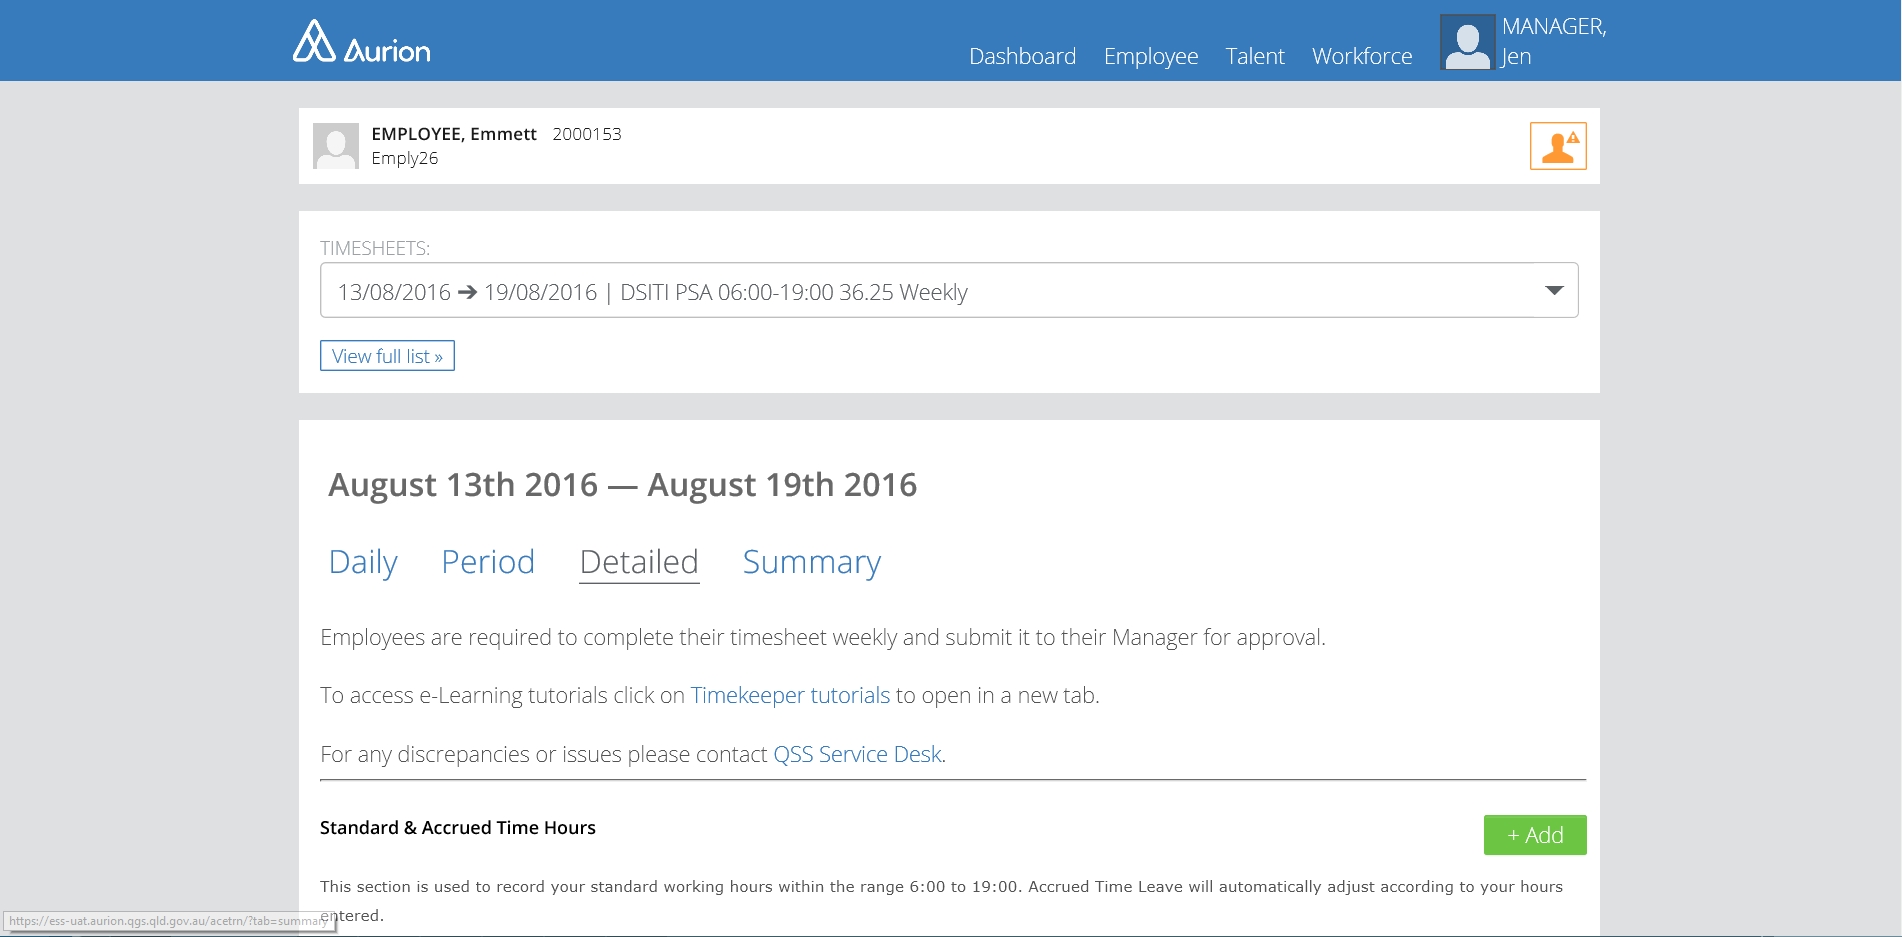 Aurion
Dashboard Employee Talent Workforce
MANAGER,
Jen
EMPLOYEE, Emmett 2000153
Emply26
TIMESHEETS:
13/08/2016 ➔ 19/08/2016 | DSITI PSA 06:00-19:00 36.25 Weekly
View full list »
August 13th 2016 — August 19th 2016
Daily Period Detailed Summary
Employees are required to complete their timesheet weekly and submit it to their Manager for approval.
To access e-Learning tutorials click on Timekeeper tutorials to open in a new tab.
For any discrepancies or issues please contact QSS Service Desk.
Standard & Accrued Time Hours
+ Add
This section is used to record your standard working hours within the range 6:00 to 19:00. Accrued Time Leave will automatically adjust according to your hours
entered.
https://ess-uat.aurion.qgs.qld.gov.au/acetrn/?tab=summary